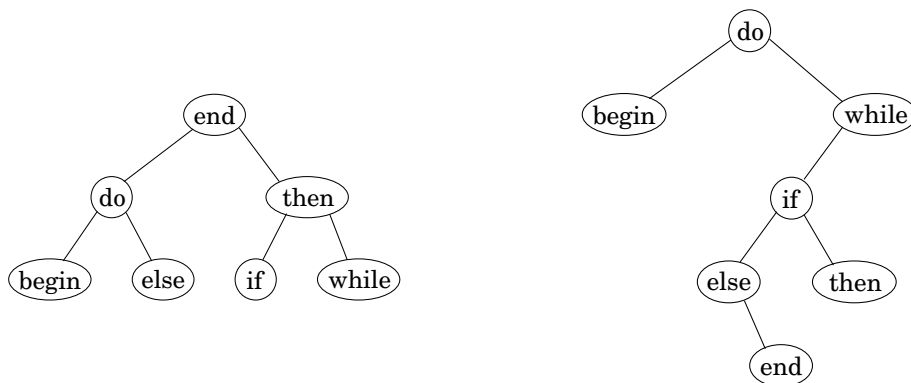 do
begin
while
end
do
then
if
begin
else
if
while
else
then
end